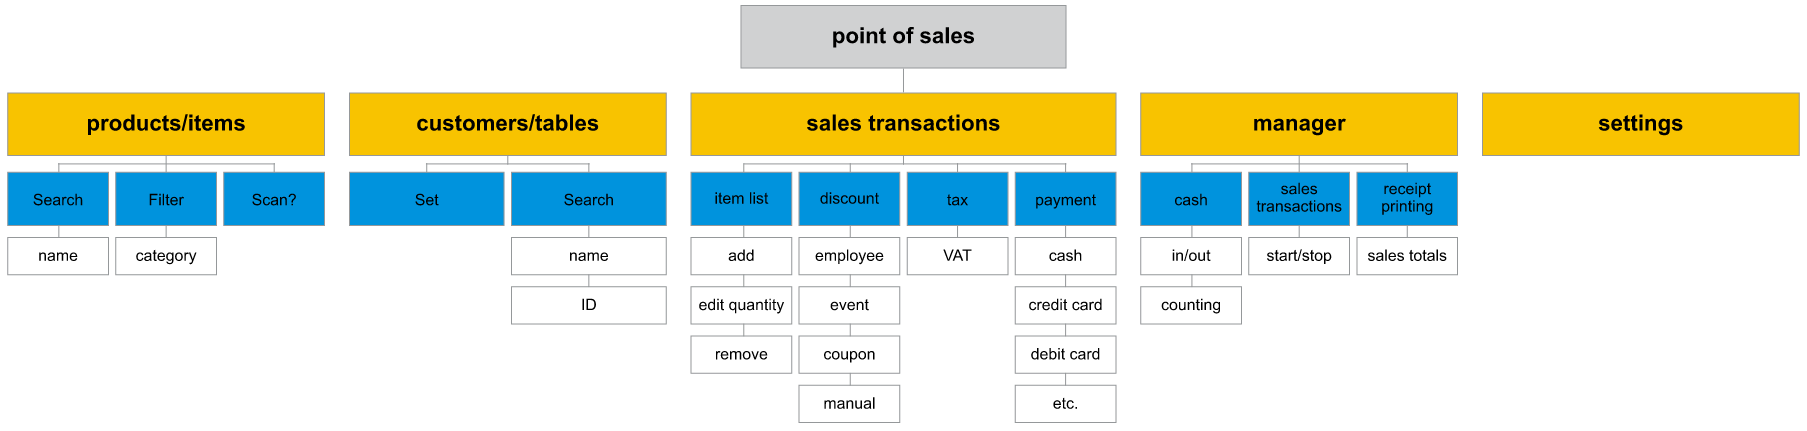 point of sales
products/items
customers/tables
sales transactions
manager
settings
Search
Filter
Scan?
Set
Search
item list
discount
tax
payment
cash
sales
transactions
receipt
printing
name
category
name
add
employee
VAT
cash
in/out
start/stop
sales totals
ID
edit quantity
event
credit card
counting
remove
coupon
debit card
manual
etc.